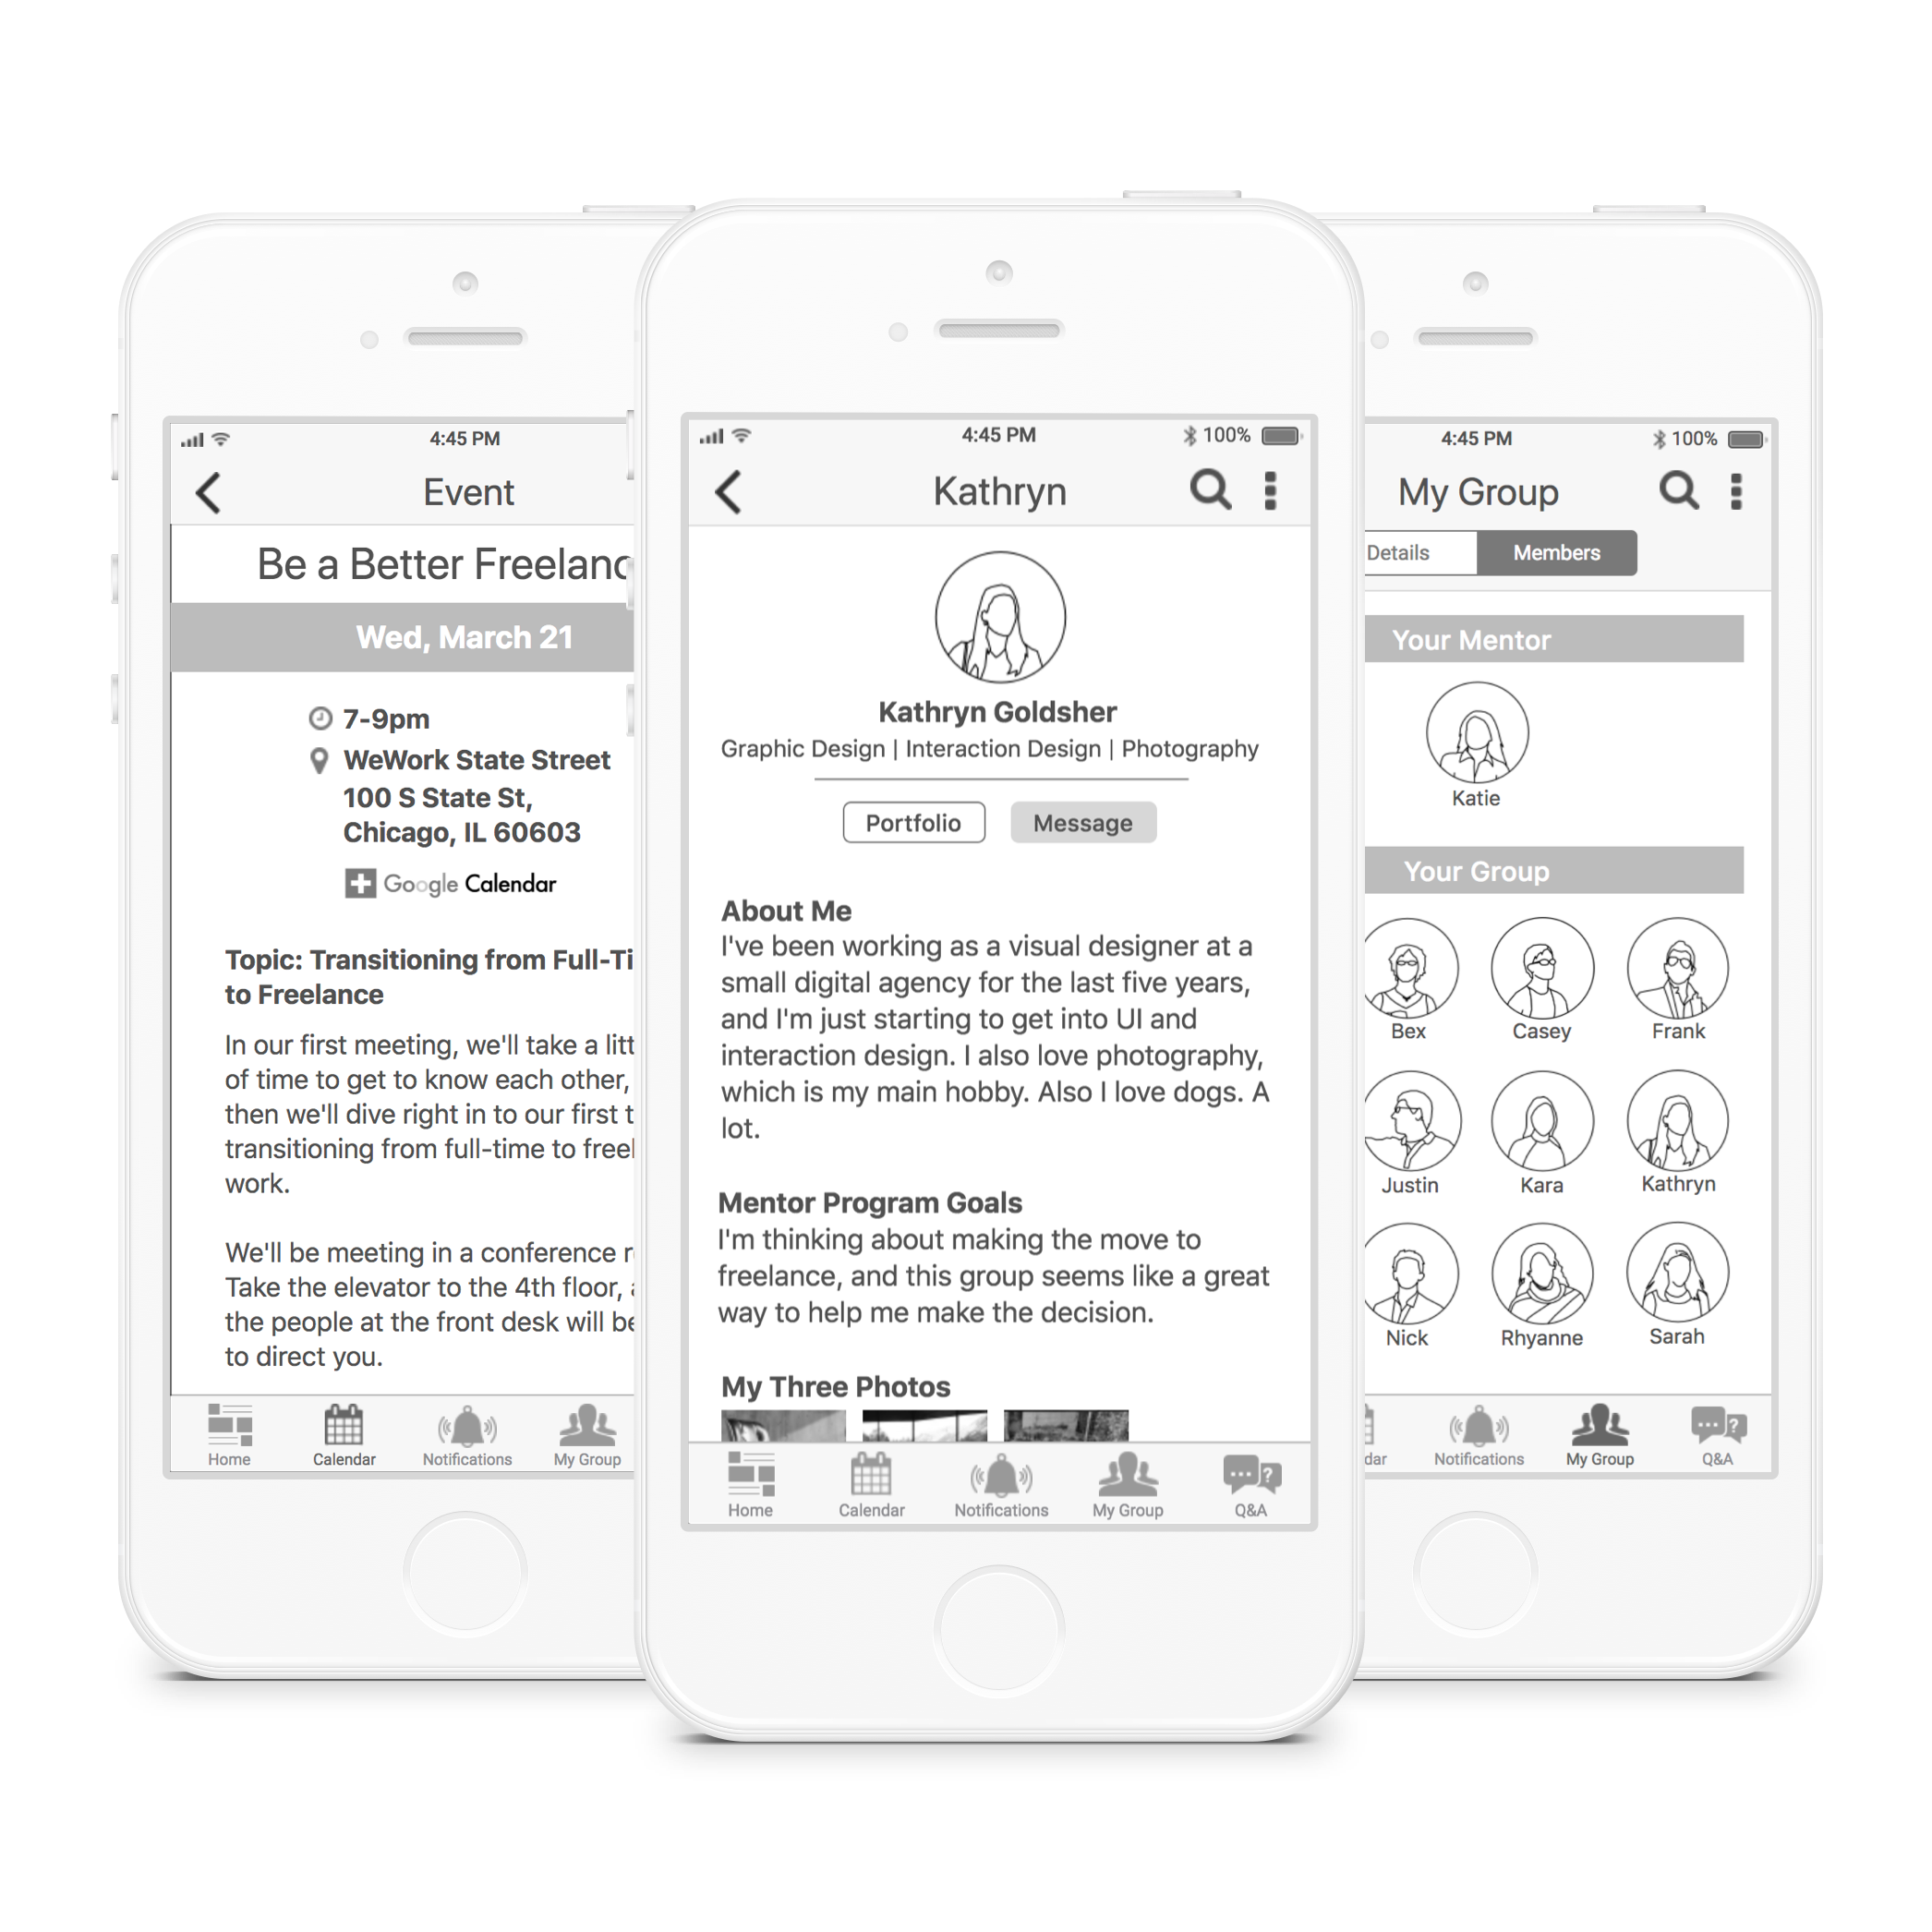 4:45 PM
Event
Be a Better
Wed, March 21
7-9pm
WeWork State Street
100 S State St,
Chicago, IL 60603
Google Calendar
Topic: Transitioning from
to Freelance
In our first meeting, we'll take a
of time to get to know each other,
then we'll dive right in to our first
transitioning from full-time to
work.
We'll be meeting in a conference
Take the elevator to the 4th floor,
the people at the front desk will
to direct you.
Home Calendar Notifications My Group
4:45 PM 100%
Kathryn
Kathryn Goldsher
Graphic Design | Interaction Design | Photography
Portfolio Message
About Me
I've been working as a visual designer at a
small digital agency for the last five years,
and I'm just starting to get into UI and
interaction design. I also love photography,
which is my main hobby. Also I love dogs. A
lot.
Mentor Program Goals
I'm thinking about making the move to
freelance, and this group seems like a great
way to help me make the decision.
My Three Photos
Home Calendar Notifications My Group Q&A
4:45 PM 100%
My Group
Details Members
Your Mentor
Katie
Your Group
Bex Casey Frank
Justin Kara Kathryn
Nick Rhyanne Sarah
Notifications My Group Q&A